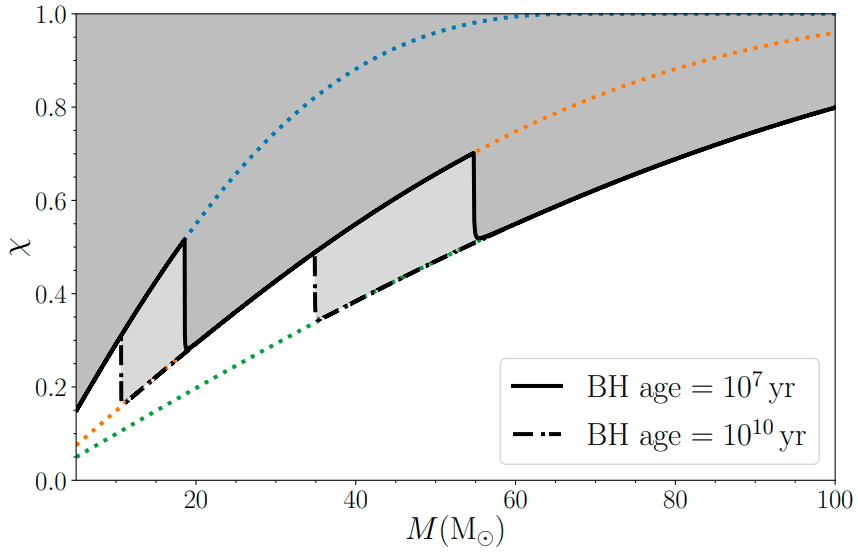 1.0
0.8
0.6
0.4
0.2
0.0
χ
BH age = 10⁷ yr
BH age = 10¹⁰ yr
20 40 60 80 100
M(M☉)